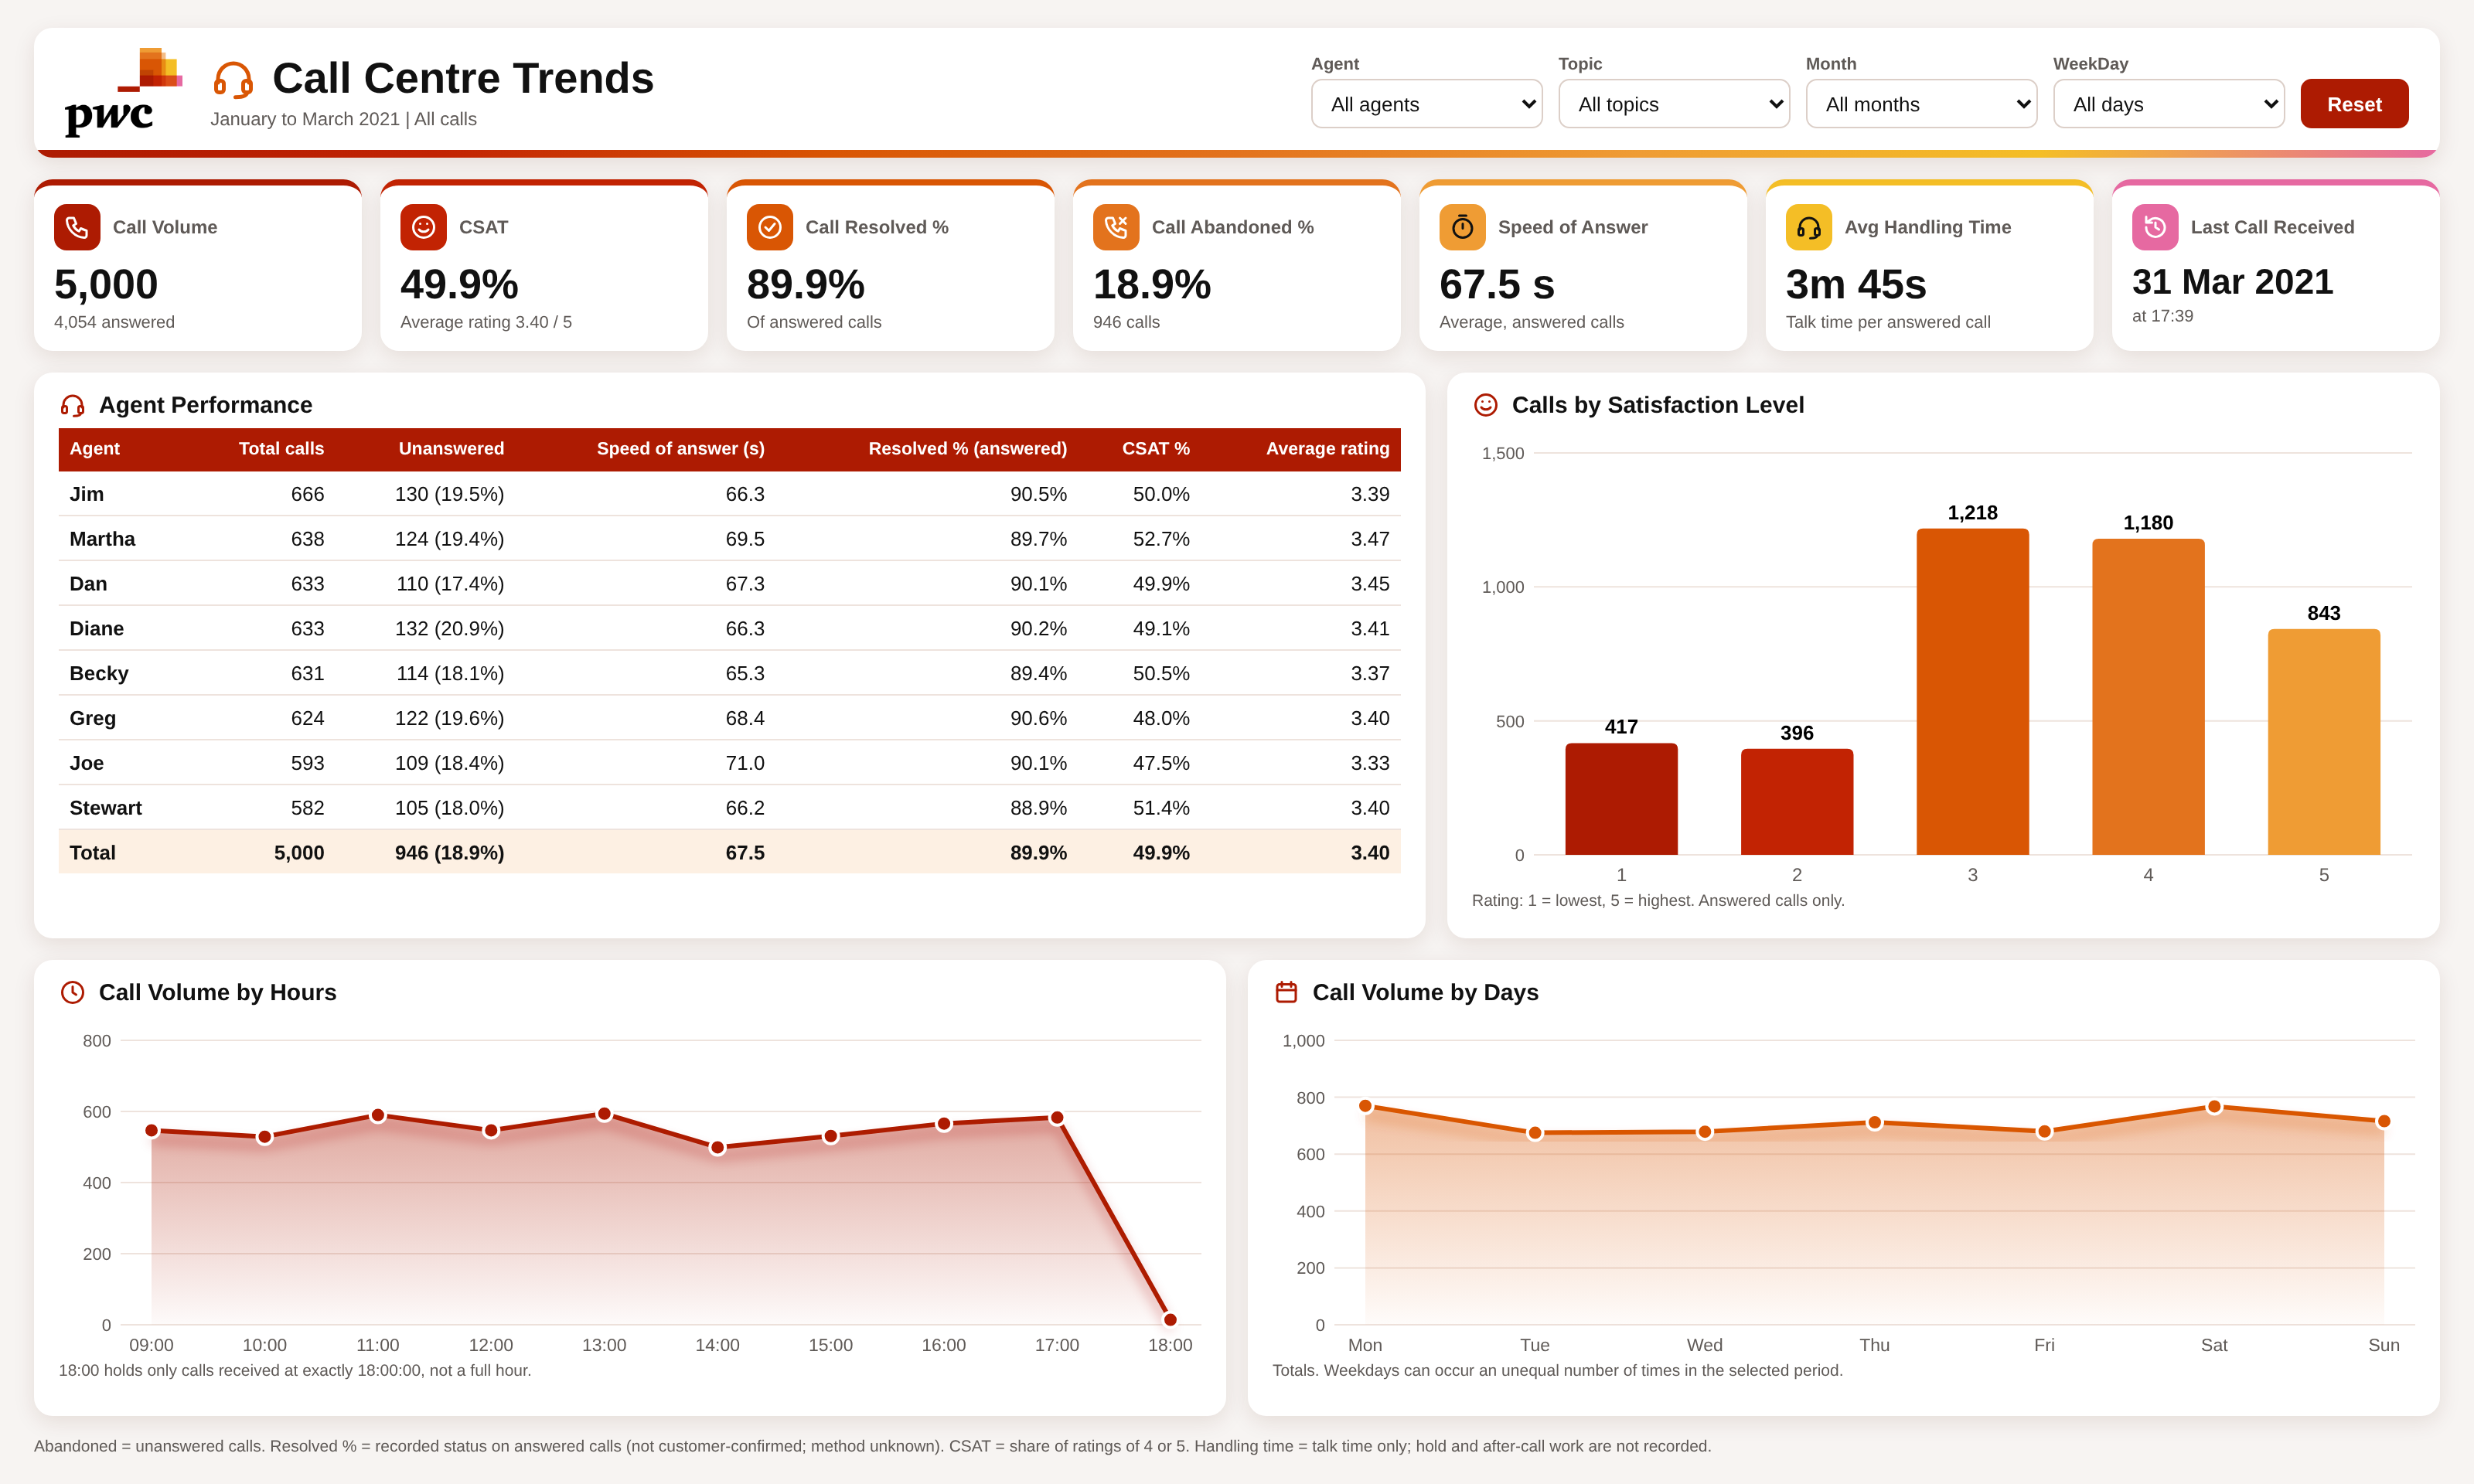 pwc
Call Centre Trends
January to March 2021 | All calls
Agent Topic Month WeekDay
All agents All topics All months All days Reset
Call Volume
5,000
4,054 answered
CSAT
49.9%
Average rating 3.40 / 5
Call Resolved %
89.9%
Of answered calls
Call Abandoned %
18.9%
946 calls
Speed of Answer
67.5 s
Average, answered calls
Avg Handling Time
3m 45s
Talk time per answered call
Last Call Received
31 Mar 2021
at 17:39
Agent Performance
Agent Total calls Unanswered Speed of answer (s) Resolved % (answered) CSAT % Average rating
Jim 666 130 (19.5%) 66.3 90.5% 50.0% 3.39
Martha 638 124 (19.4%) 69.5 89.7% 52.7% 3.47
Dan 633 110 (17.4%) 67.3 90.1% 49.9% 3.45
Diane 633 132 (20.9%) 66.3 90.2% 49.1% 3.41
Becky 631 114 (18.1%) 65.3 89.4% 50.5% 3.37
Greg 624 122 (19.6%) 68.4 90.6% 48.0% 3.40
Joe 593 109 (18.4%) 71.0 90.1% 47.5% 3.33
Stewart 582 105 (18.0%) 66.2 88.9% 51.4% 3.40
Total 5,000 946 (18.9%) 67.5 89.9% 49.9% 3.40
Calls by Satisfaction Level
1,500
1,000
500
0
417 396 1,218 1,180 843
1 2 3 4 5
Rating: 1 = lowest, 5 = highest. Answered calls only.
Call Volume by Hours
800
600
400
200
0
09:00 10:00 11:00 12:00 13:00 14:00 15:00 16:00 17:00 18:00
18:00 holds only calls received at exactly 18:00:00, not a full hour.
Call Volume by Days
1,000
800
600
400
200
0
Mon Tue Wed Thu Fri Sat Sun
Totals. Weekdays can occur an unequal number of times in the selected period.
Abandoned = unanswered calls. Resolved % = recorded status on answered calls (not customer-confirmed; method unknown). CSAT = share of ratings of 4 or 5. Handling time = talk time only; hold and after-call work are not recorded.